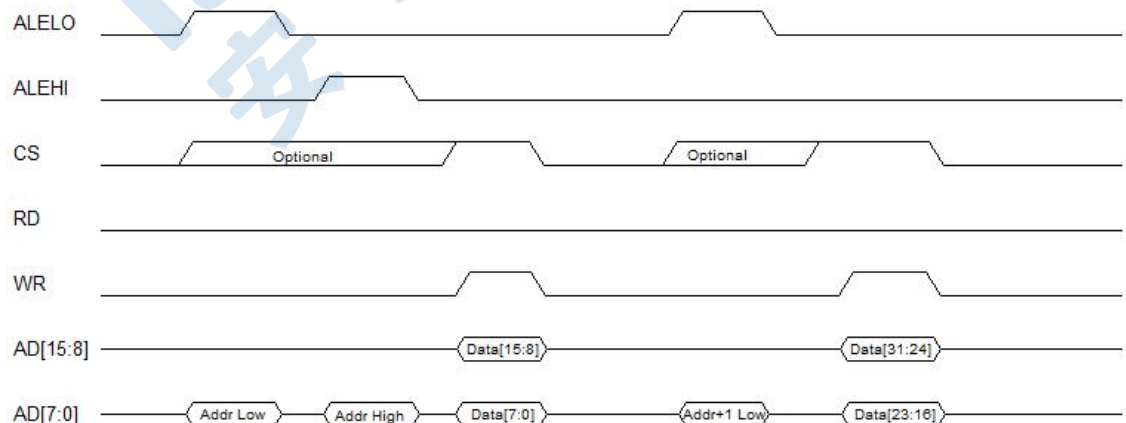 ALELO
ALEHI
CS Optional Optional
RD
WR
AD[15:8] Data[15:8] Data[31:24]
AD[7:0] Addr Low Addr High Data[7:0] Addr+1 Low Data[23:16]
安